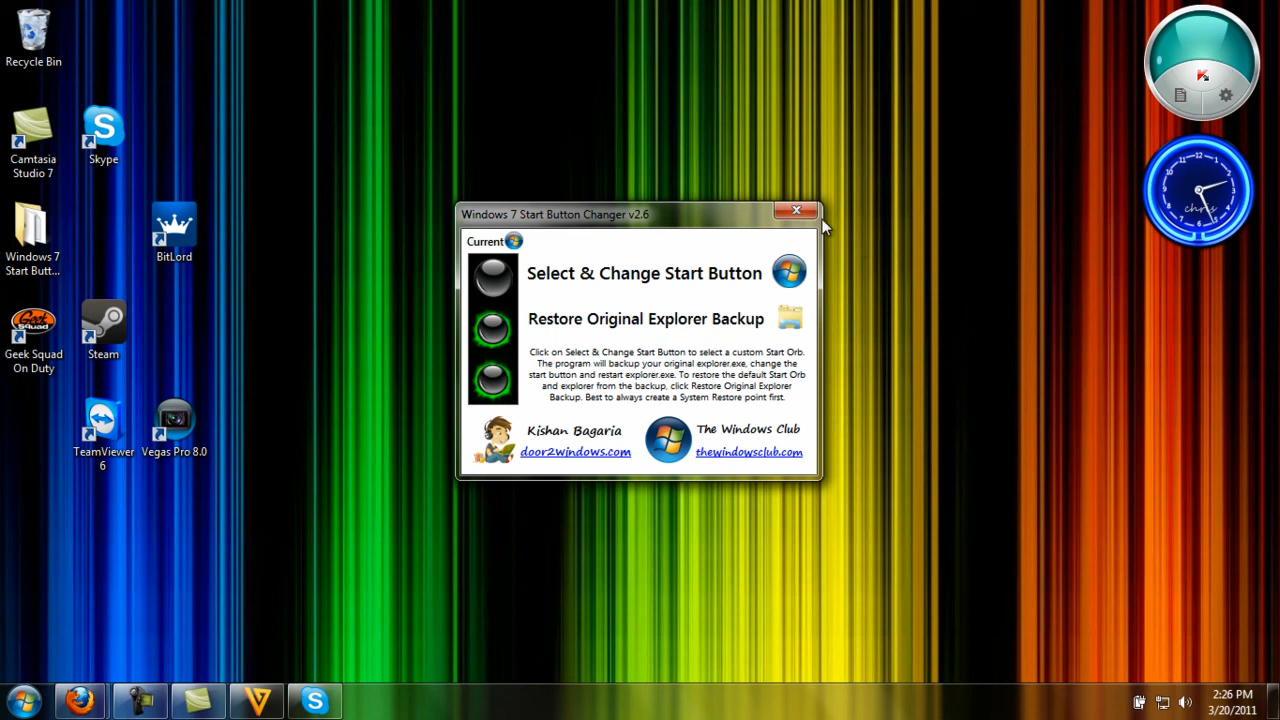 Recycle Bin
Camtasia
Studio 7
Skype
Windows 7
Start Butt...
BitLord
Geek Squad
On Duty
Steam
TeamViewer
6
Vegas Pro 8.0
Windows 7 Start Button Changer v2.6
Current
Select & Change Start Button
Restore Original Explorer Backup
Click on Select & Change Start Button to select a custom Start Orb.
The program will backup your original explorer.exe, change the
start button and restart explorer.exe. To restore the default Start Orb
and explorer from the backup, click Restore Original Explorer
Backup. Best to always create a System Restore point first.
Kishan Bagaria
door2windows.com
The Windows Club
thewindowsclub.com
chris
2:26 PM
3/20/2011